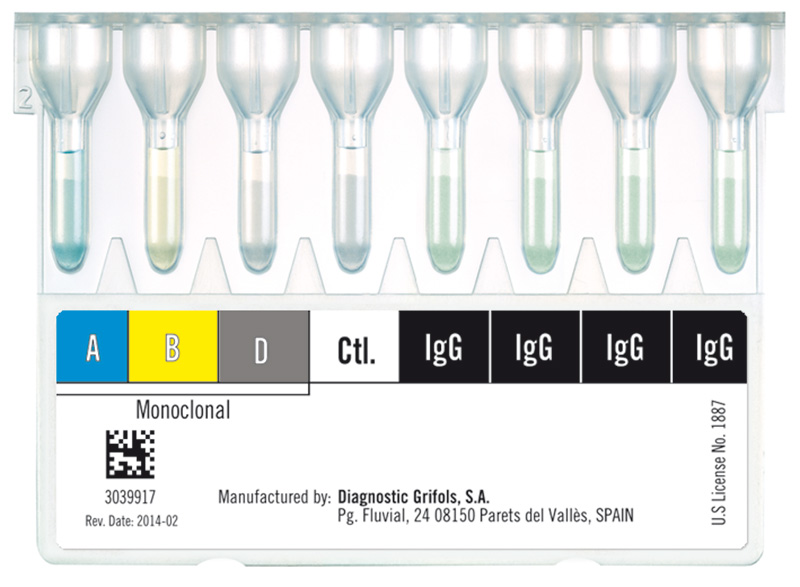 2
A B D Ctl. IgG IgG IgG IgG
Monoclonal
3039917
Rev. Date: 2014-02
Manufactured by: Diagnostic Grifols, S.A.
Pg. Fluvial, 24 08150 Parets del Vallès, SPAIN
U.S License No. 1887